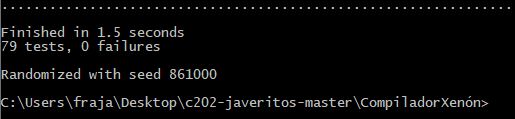 ...............................................................
Finished in 1.5 seconds
79 tests, 0 failures
Randomized with seed 861000
C:\Users\fraja\Desktop\c202-javeritos-master\CompiladorXenón>